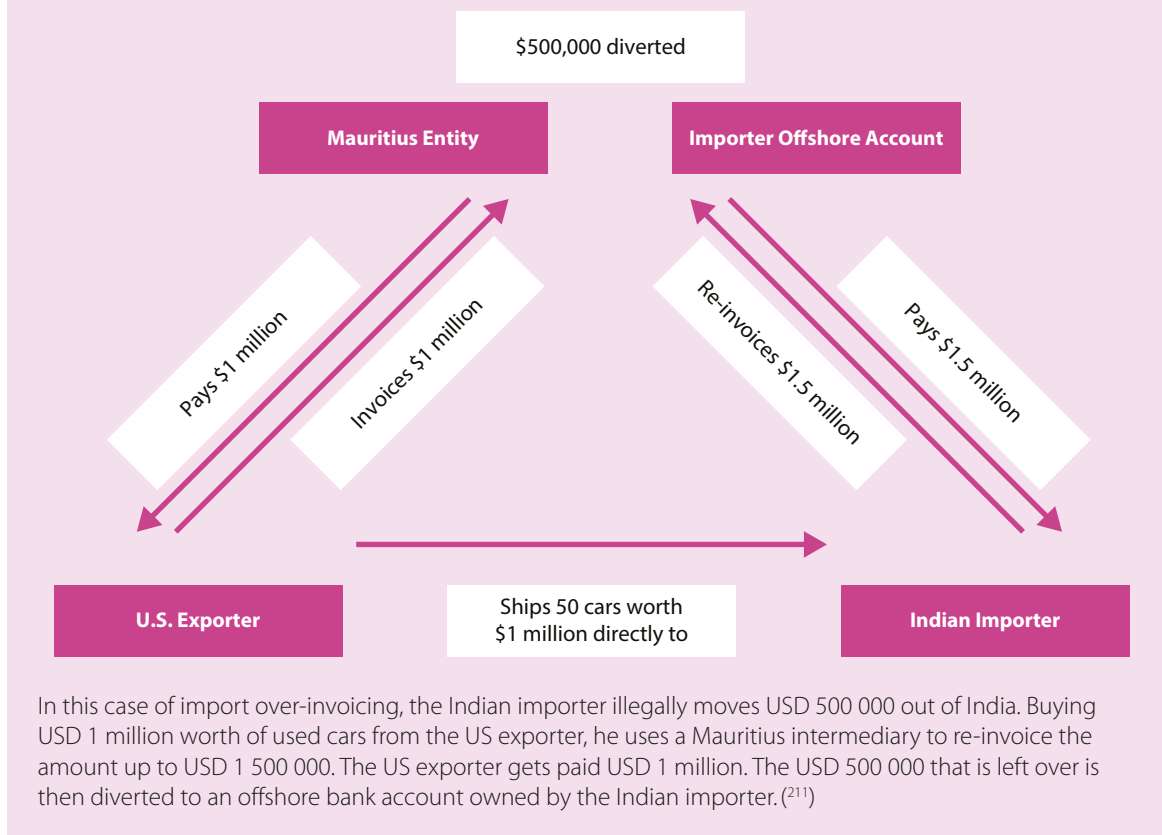 $500,000 diverted
Mauritius Entity
Importer Offshore Account
Pays $1 million
Invoices $1 million
Re-invoices $1.5 million
Pays $1.5 million
U.S. Exporter
Ships 50 cars worth
$1 million directly to
Indian Importer
In this case of import over-invoicing, the Indian importer illegally moves USD 500 000 out of India. Buying
USD 1 million worth of used cars from the US exporter, he uses a Mauritius intermediary to re-invoice the
amount up to USD 1 500 000. The US exporter gets paid USD 1 million. The USD 500 000 that is left over is
then diverted to an offshore bank account owned by the Indian importer. (²¹¹)